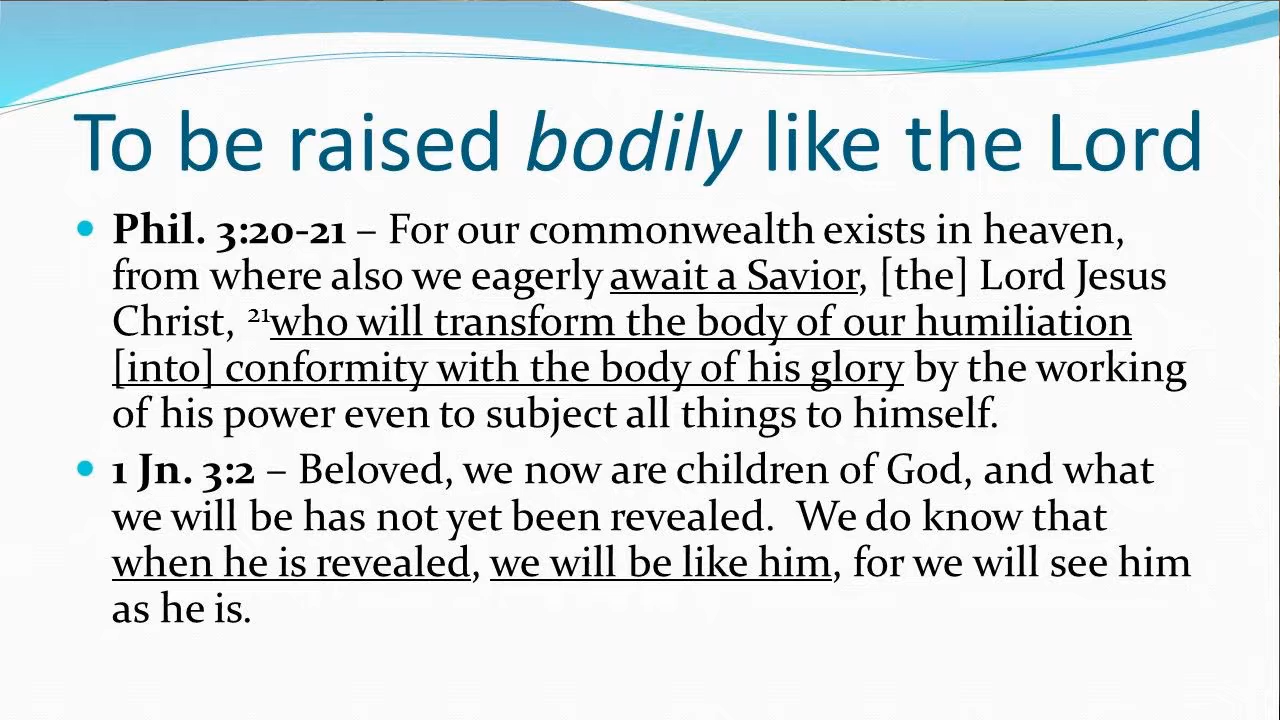 To be raised bodily like the Lord
• Phil. 3:20-21 – For our commonwealth exists in heaven,
from where also we eagerly await a Savior, [the] Lord Jesus
Christ, ²¹who will transform the body of our humiliation
[into] conformity with the body of his glory by the working
of his power even to subject all things to himself.
• 1 Jn. 3:2 – Beloved, we now are children of God, and what
we will be has not yet been revealed.  We do know that
when he is revealed, we will be like him, for we will see him
as he is.